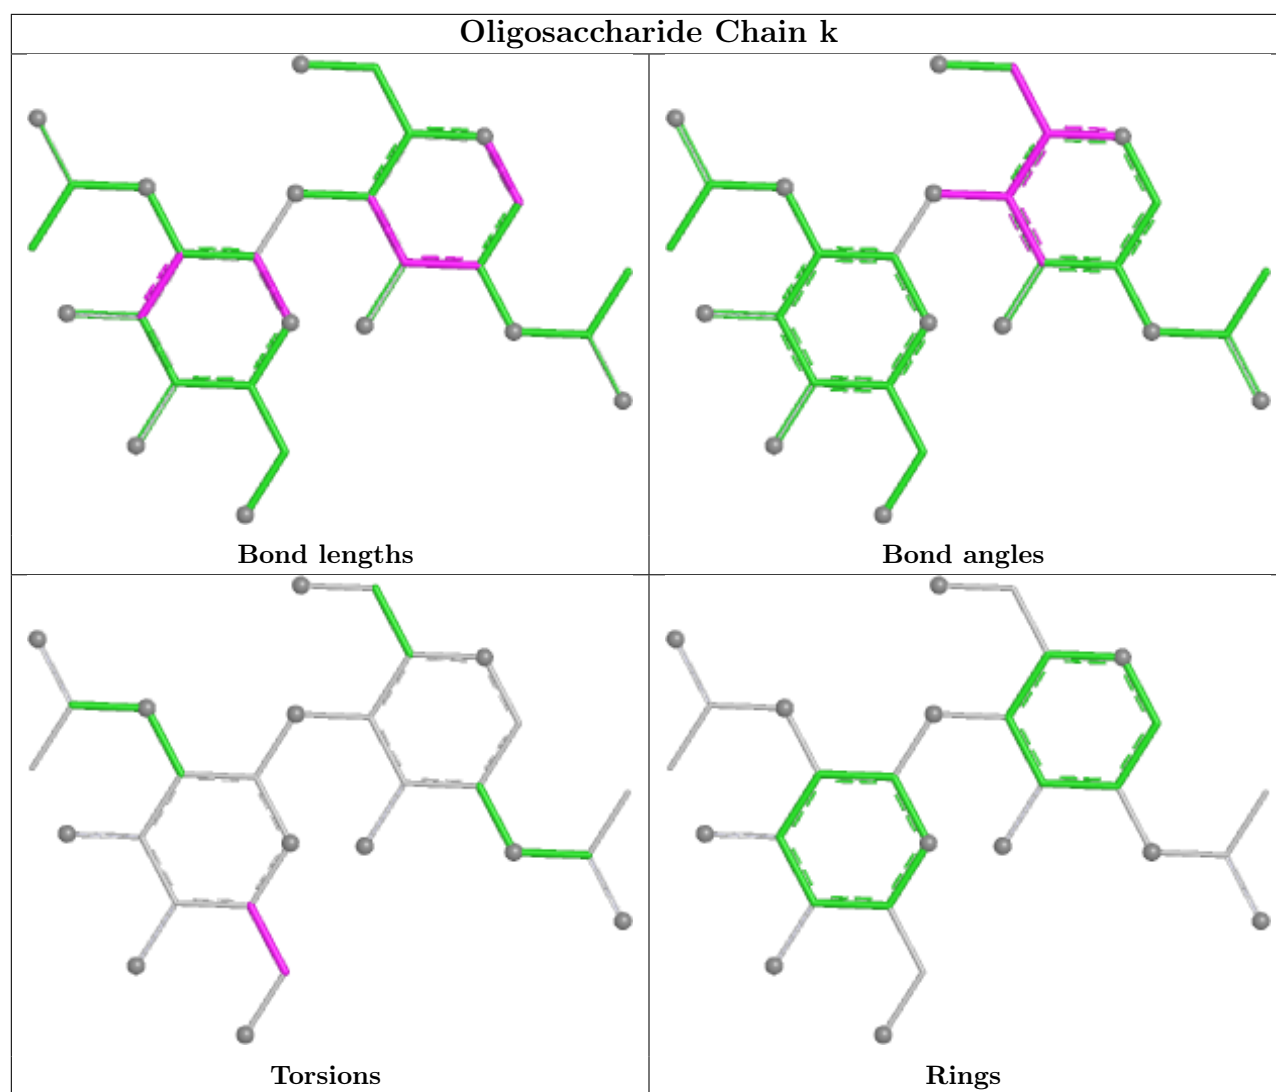 Oligosaccharide Chain k
Bond lengths
Bond angles
Torsions
Rings